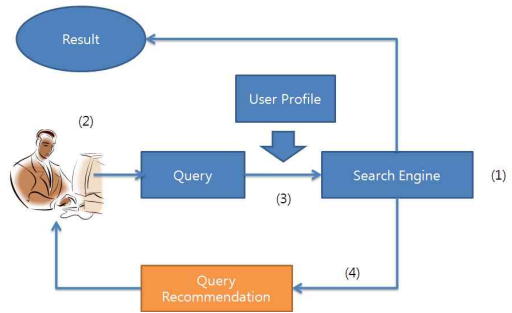 Result
User Profile
(2)
Query
(3)
Search Engine
(1)
(4)
Query
Recommendation